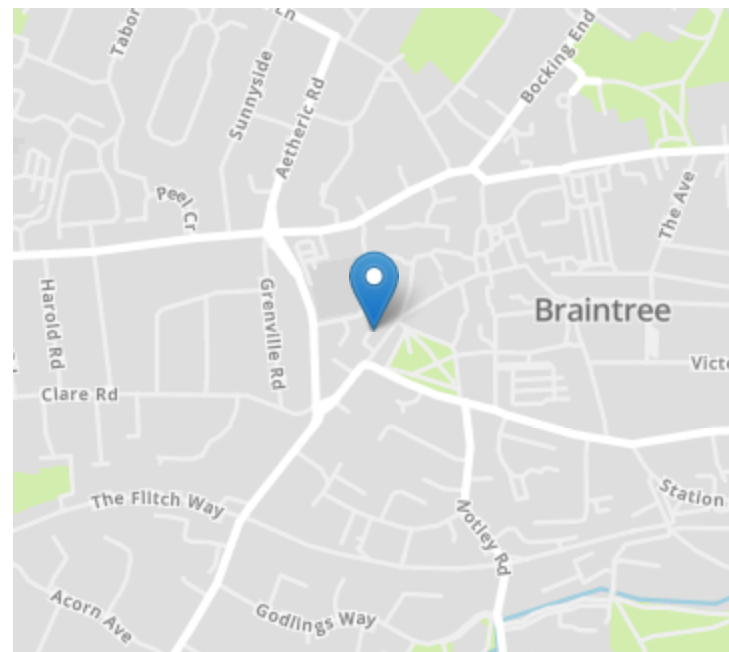 Ln
Tabor
Bocking End
Sunnyside
Aetheric Rd
Peel Cr
The Ave
Harold Rd
Grenville Rd
Braintree
Victo
Clare Rd
The Flitch Way
Station
Notley Rd
Acorn Ave
Godlings Way